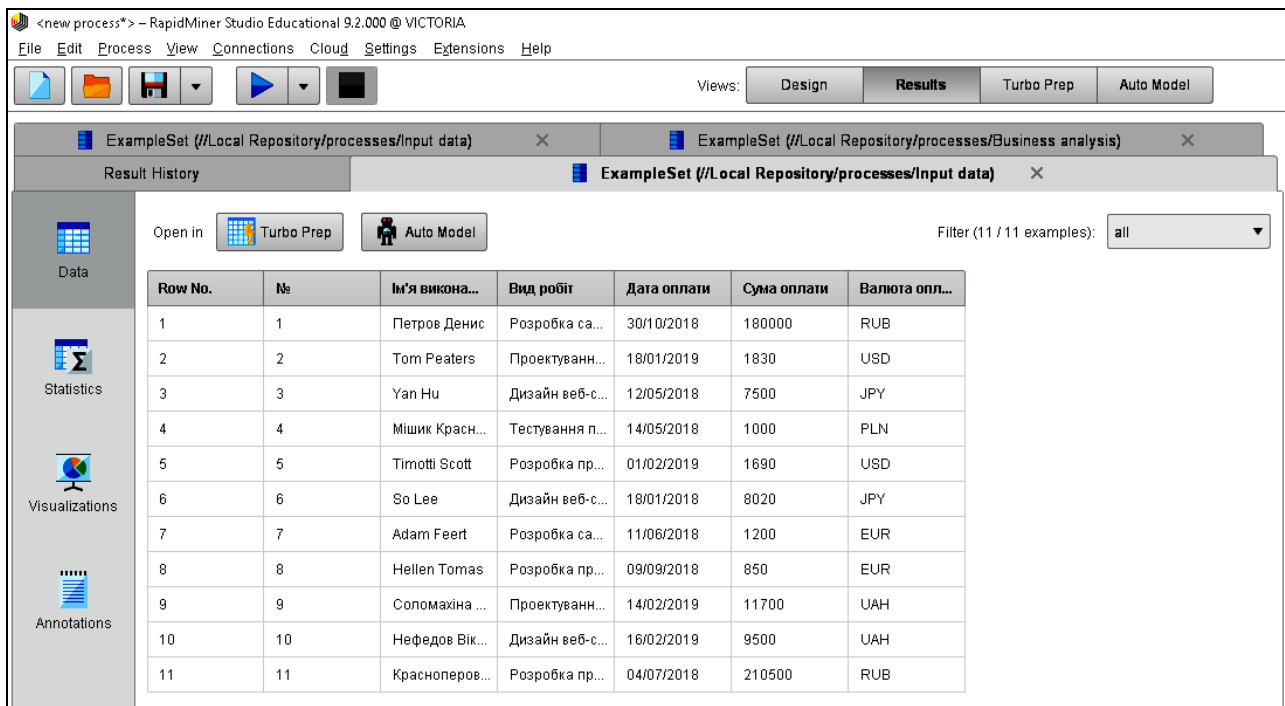 <new process*> – RapidMiner Studio Educational 9.2.000 @ VICTORIA
File Edit Process View Connections Cloud Settings Extensions Help
Views: Design Results Turbo Prep Auto Model
ExampleSet (//Local Repository/processes/Input data) ExampleSet (//Local Repository/processes/Business analysis)
Result History ExampleSet (//Local Repository/processes/Input data)
Open in Turbo Prep Auto Model Filter (11 / 11 examples): all
Data
Statistics
Visualizations
Annotations
Row No. № Ім'я викона... Вид робіт Дата оплати Сума оплати Валюта опл...
1 1 Петров Денис Розробка са... 30/10/2018 180000 RUB
2 2 Tom Peaters Проектуванн... 18/01/2019 1830 USD
3 3 Yan Hu Дизайн веб-с... 12/05/2018 7500 JPY
4 4 Мішик Красн... Тестування п... 14/05/2018 1000 PLN
5 5 Timotti Scott Розробка пр... 01/02/2019 1690 USD
6 6 So Lee Дизайн веб-с... 18/01/2018 8020 JPY
7 7 Adam Feert Розробка са... 11/06/2018 1200 EUR
8 8 Hellen Tomas Розробка пр... 09/09/2018 850 EUR
9 9 Соломахіна ... Проектуванн... 14/02/2019 11700 UAH
10 10 Нефедов Вік... Дизайн веб-с... 16/02/2019 9500 UAH
11 11 Красноперов... Розробка пр... 04/07/2018 210500 RUB